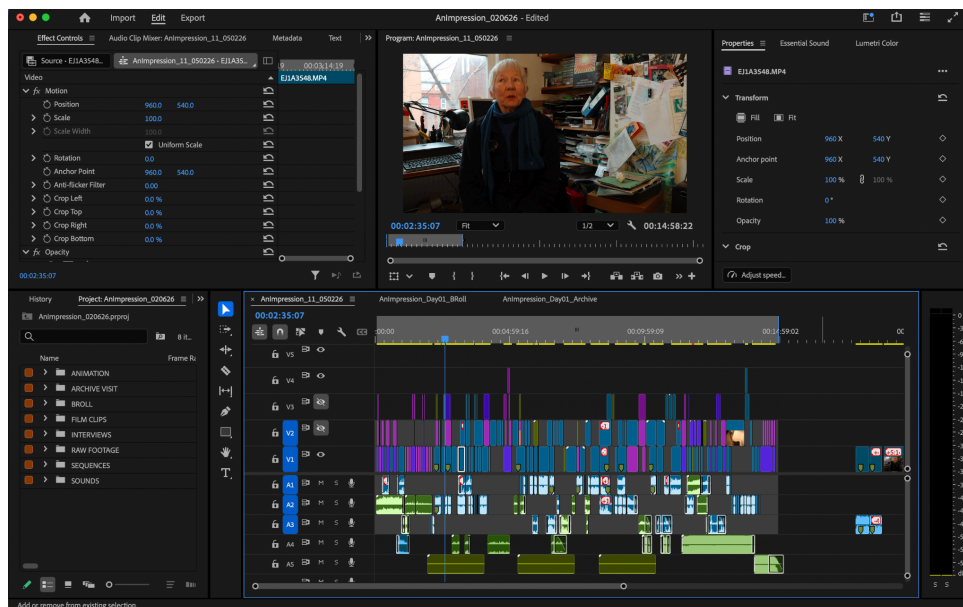 Import Edit Export
AnImpression_020626 - Edited
Effect Controls
Audio Clip Mixer: AnImpression_11_050226
Metadata
Text
Source · EJ1A3548..
AnImpression_11_050226 · EJ1A35..
9 00:03:14:19
Video
EJ1A3548.MP4
fx Motion
Position 960.0 540.0
Scale 100.0
Scale Width 100.0
Uniform Scale
Rotation 0.0
Anchor Point 960.0 540.0
Anti-flicker Filter 0.00
Crop Left 0.0 %
Crop Top 0.0 %
Crop Right 0.0 %
Crop Bottom 0.0 %
fx Opacity
00:02:35:07
Program: AnImpression_11_050226
00:02:35:07 Fit 1/2 00:14:58:22
Properties
Essential Sound
Lumetri Color
EJ1A3548.MP4
Transform
Fill Fit
Position 960 X 540 Y
Anchor point 960 X 540 Y
Scale 100 % 100 %
Rotation 0 °
Opacity 100 %
Crop
Adjust speed..
History
Project: AnImpression_020626
AnImpression_020626.prproj
8 it..
Name Frame Ra
ANIMATION
ARCHIVE VISIT
BROLL
FILM CLIPS
INTERVIEWS
RAW FOOTAGE
SEQUENCES
SOUNDS
× AnImpression_11_050226
AnImpression_Day01_BRoll
AnImpression_Day01_Archive
00:02:35:07
:00:00 00:04:59:16 00:09:59:09 00:14:59:02 00
V5
V4
V3
V2
V1
A1 M S
A2 M S
A3 M S
A4 M S
A5 M S
S S
Add or remove from existing selection.